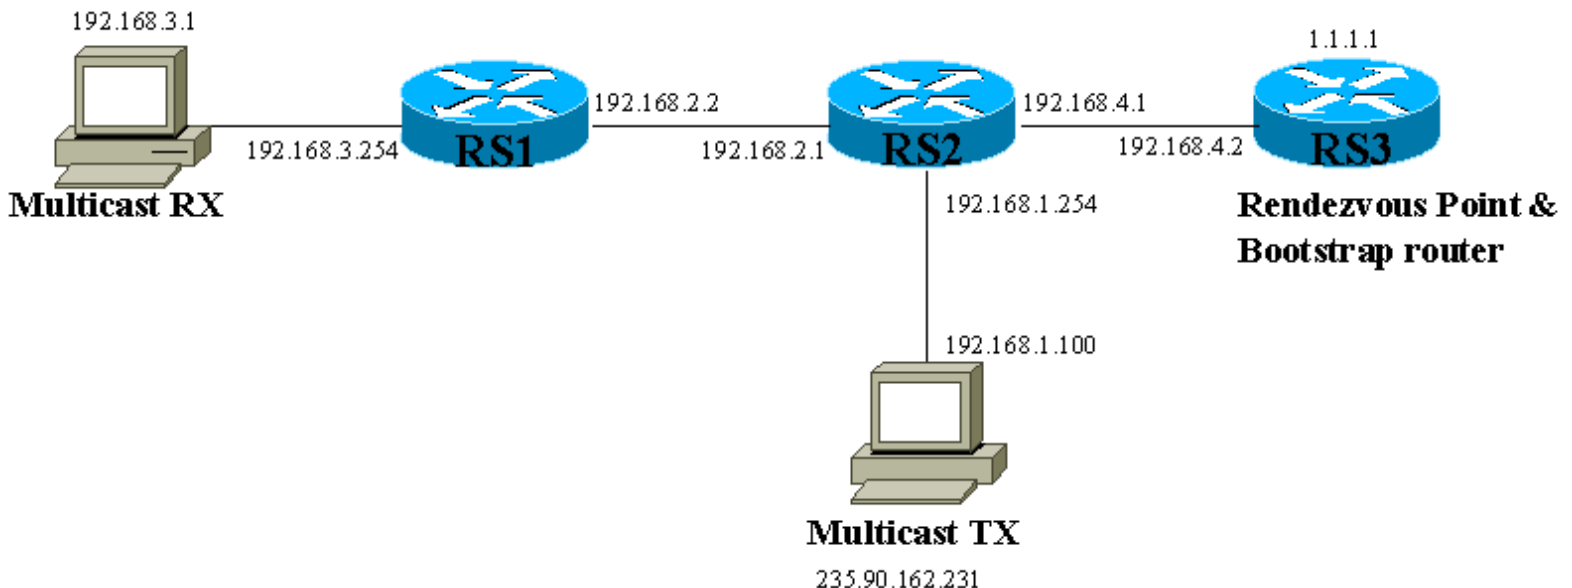 192.168.3.1
1.1.1.1
192.168.2.2
192.168.4.1
RS1
RS2
RS3
192.168.3.254
192.168.2.1
192.168.4.2
Multicast RX
192.168.1.254
Rendezvous Point &
Bootstrap router
192.168.1.100
Multicast TX
235.90.162.231